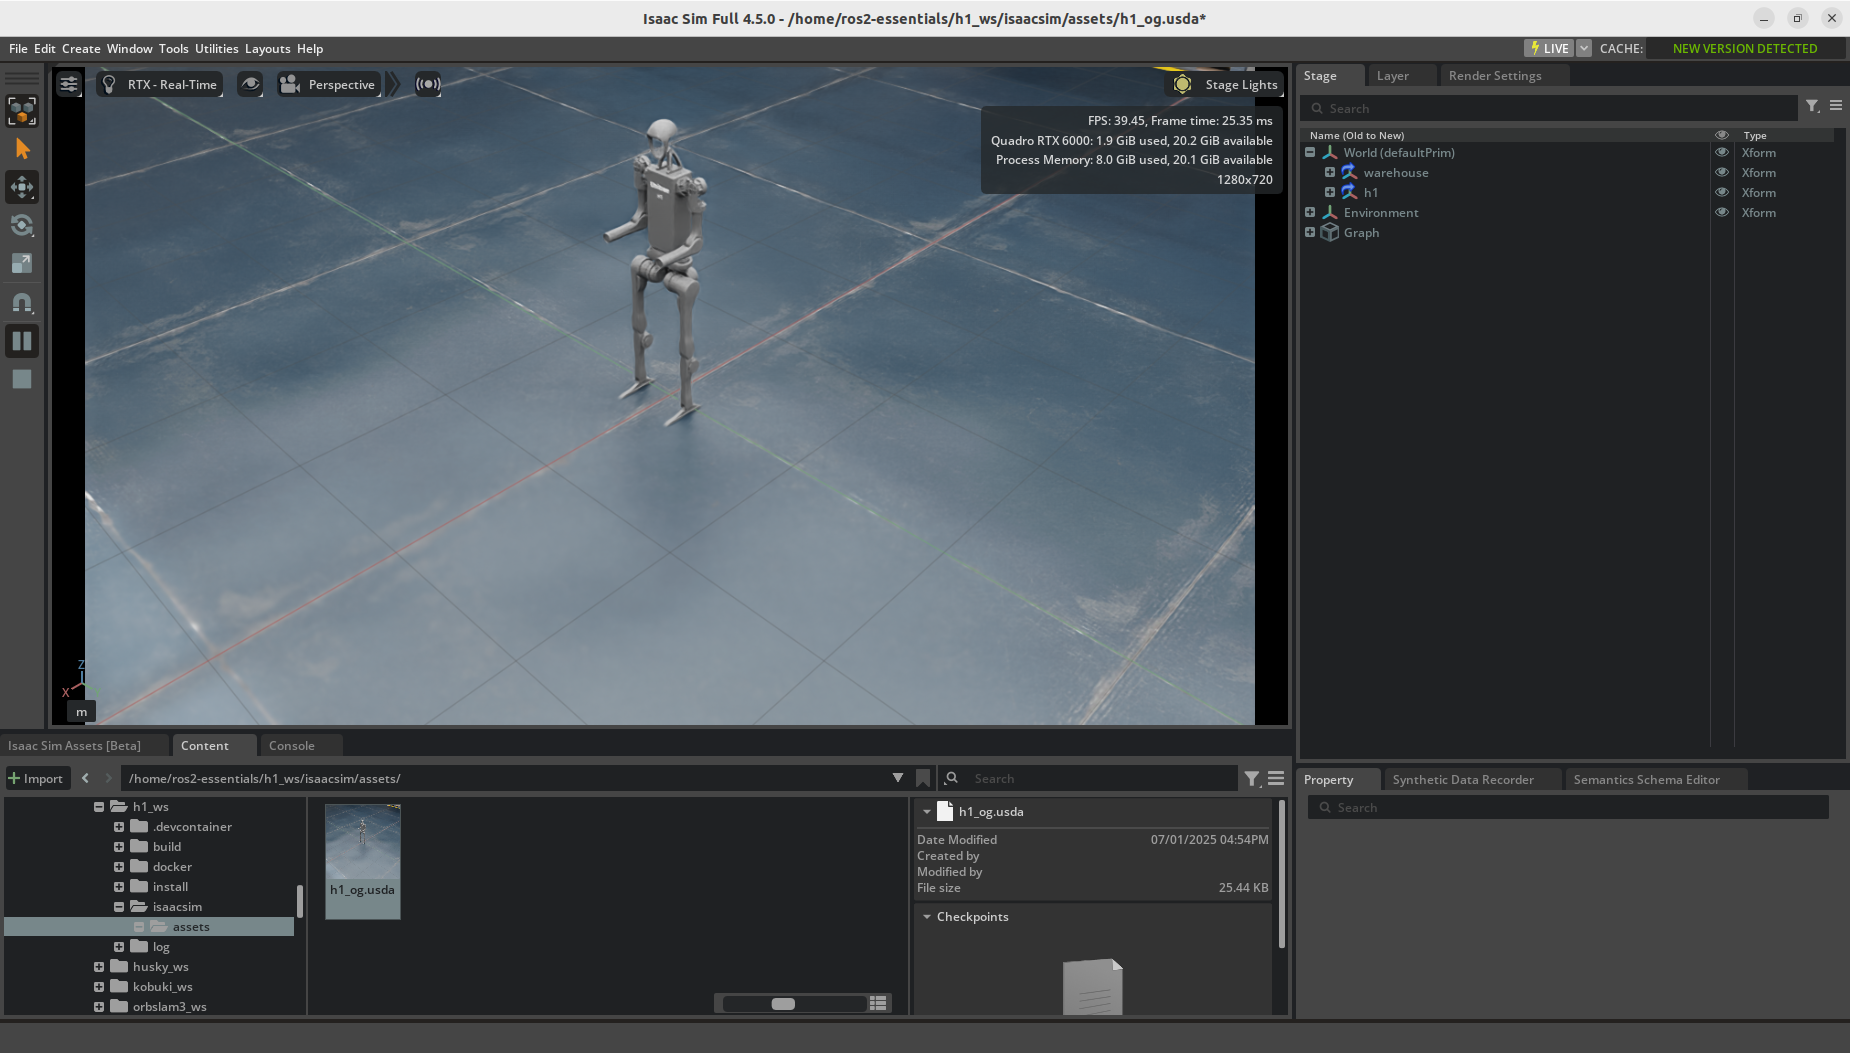 Isaac Sim Full 4.5.0 - /home/ros2-essentials/h1_ws/isaacsim/assets/h1_og.usda*
File Edit Create Window Tools Utilities Layouts Help
LIVE CACHE: NEW VERSION DETECTED
RTX - Real-Time Perspective Stage Lights
FPS: 39.45, Frame time: 25.35 ms
Quadro RTX 6000: 1.9 GiB used, 20.2 GiB available
Process Memory: 8.0 GiB used, 20.1 GiB available
1280x720
Z
X
m
Stage Layer Render Settings
Search
Name (Old to New) Type
World (defaultPrim) Xform
warehouse Xform
h1 Xform
Environment Xform
Graph
Isaac Sim Assets [Beta] Content Console
Import /home/ros2-essentials/h1_ws/isaacsim/assets/ Search
h1_ws
.devcontainer
build
docker
install
isaacsim
assets
log
husky_ws
kobuki_ws
orbslam3_ws
h1_og.usda
h1_og.usda
Date Modified 07/01/2025 04:54PM
Created by
Modified by
File size 25.44 KB
Checkpoints
Property Synthetic Data Recorder Semantics Schema Editor
Search